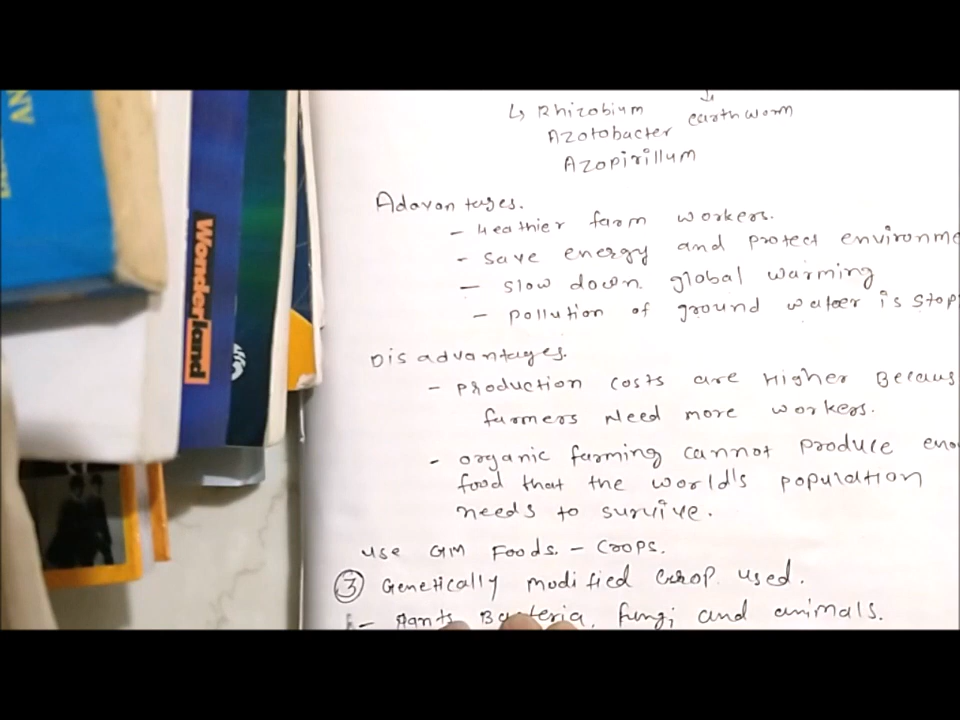 ↳ Rhizobium
earthworm
Azotobacter
Azopirillum
Adavantages.
- Heathier farm workers.
- save energy and protect environme
- slow down global warming
- pollution of ground water is stop
Disadvantages.
- production costs are Higher Becaus
farmers Need more workers.
- organic farming cannot produce eno
food that the world's population
needs to survive.
use GM Foods. - Crops.
③ Genetically modified crop used.
- Bacteria, fungi and animals.
Wonderland